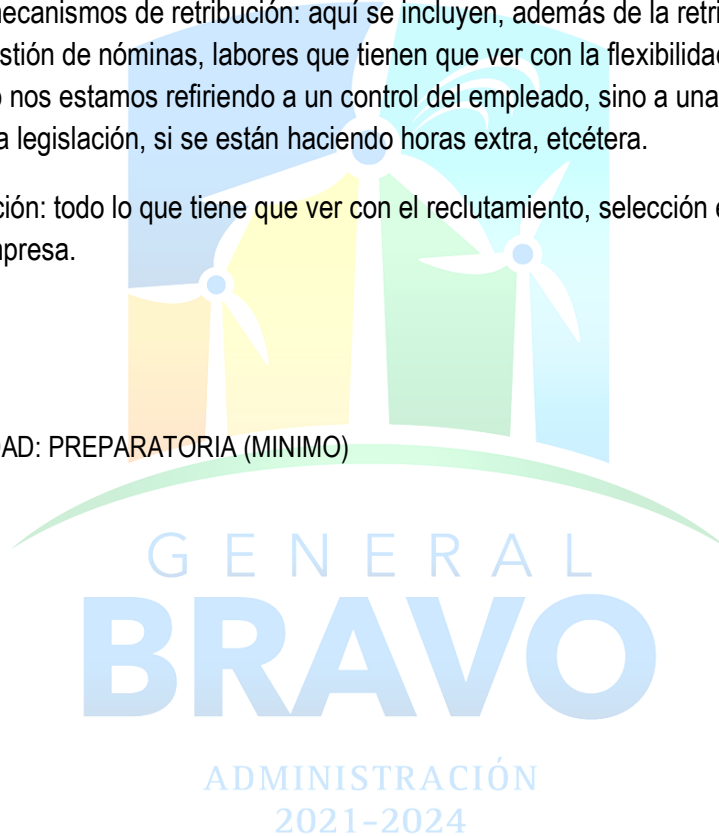 ecanismos de retribución: aquí se incluyen, además de la retri
stión de nóminas, labores que tienen que ver con la flexibilidad
o nos estamos refiriendo a un control del empleado, sino a una
a legislación, si se están haciendo horas extra, etcétera.
ción: todo lo que tiene que ver con el reclutamiento, selección e
presa.
DAD: PREPARATORIA (MINIMO)
GENERAL
BRAVO
ADMINISTRACIÓN
2021-2024